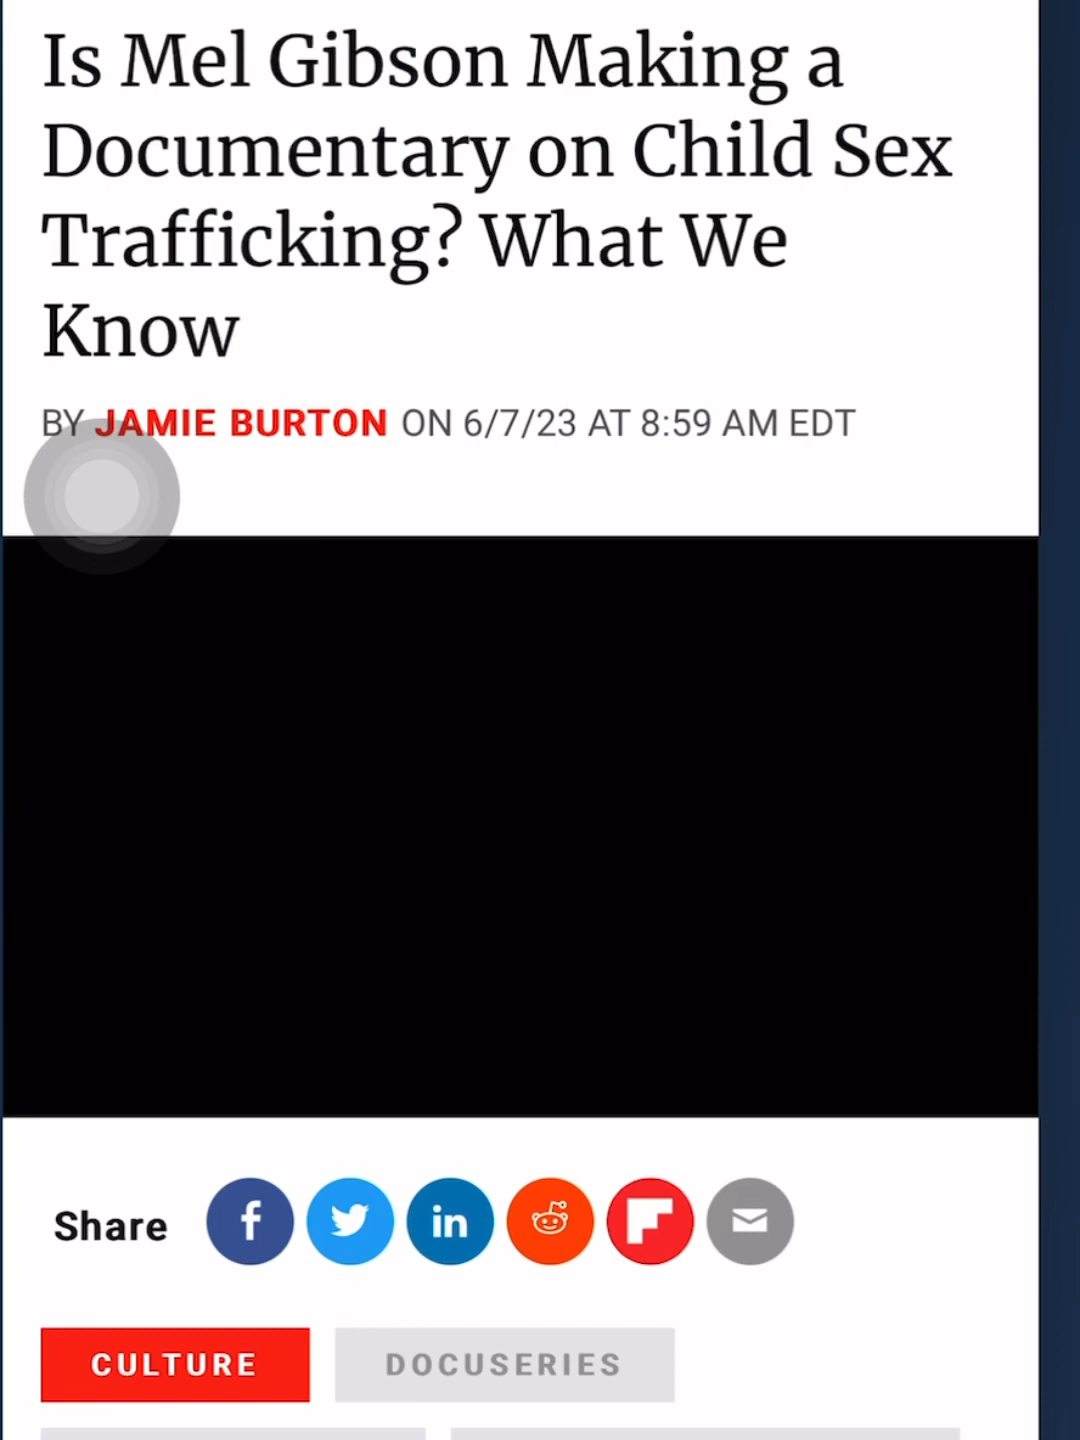 Is Mel Gibson Making a
Documentary on Child Sex
Trafficking? What We
Know
BY JAMIE BURTON ON 6/7/23 AT 8:59 AM EDT
Share
CULTURE
DOCUSERIES